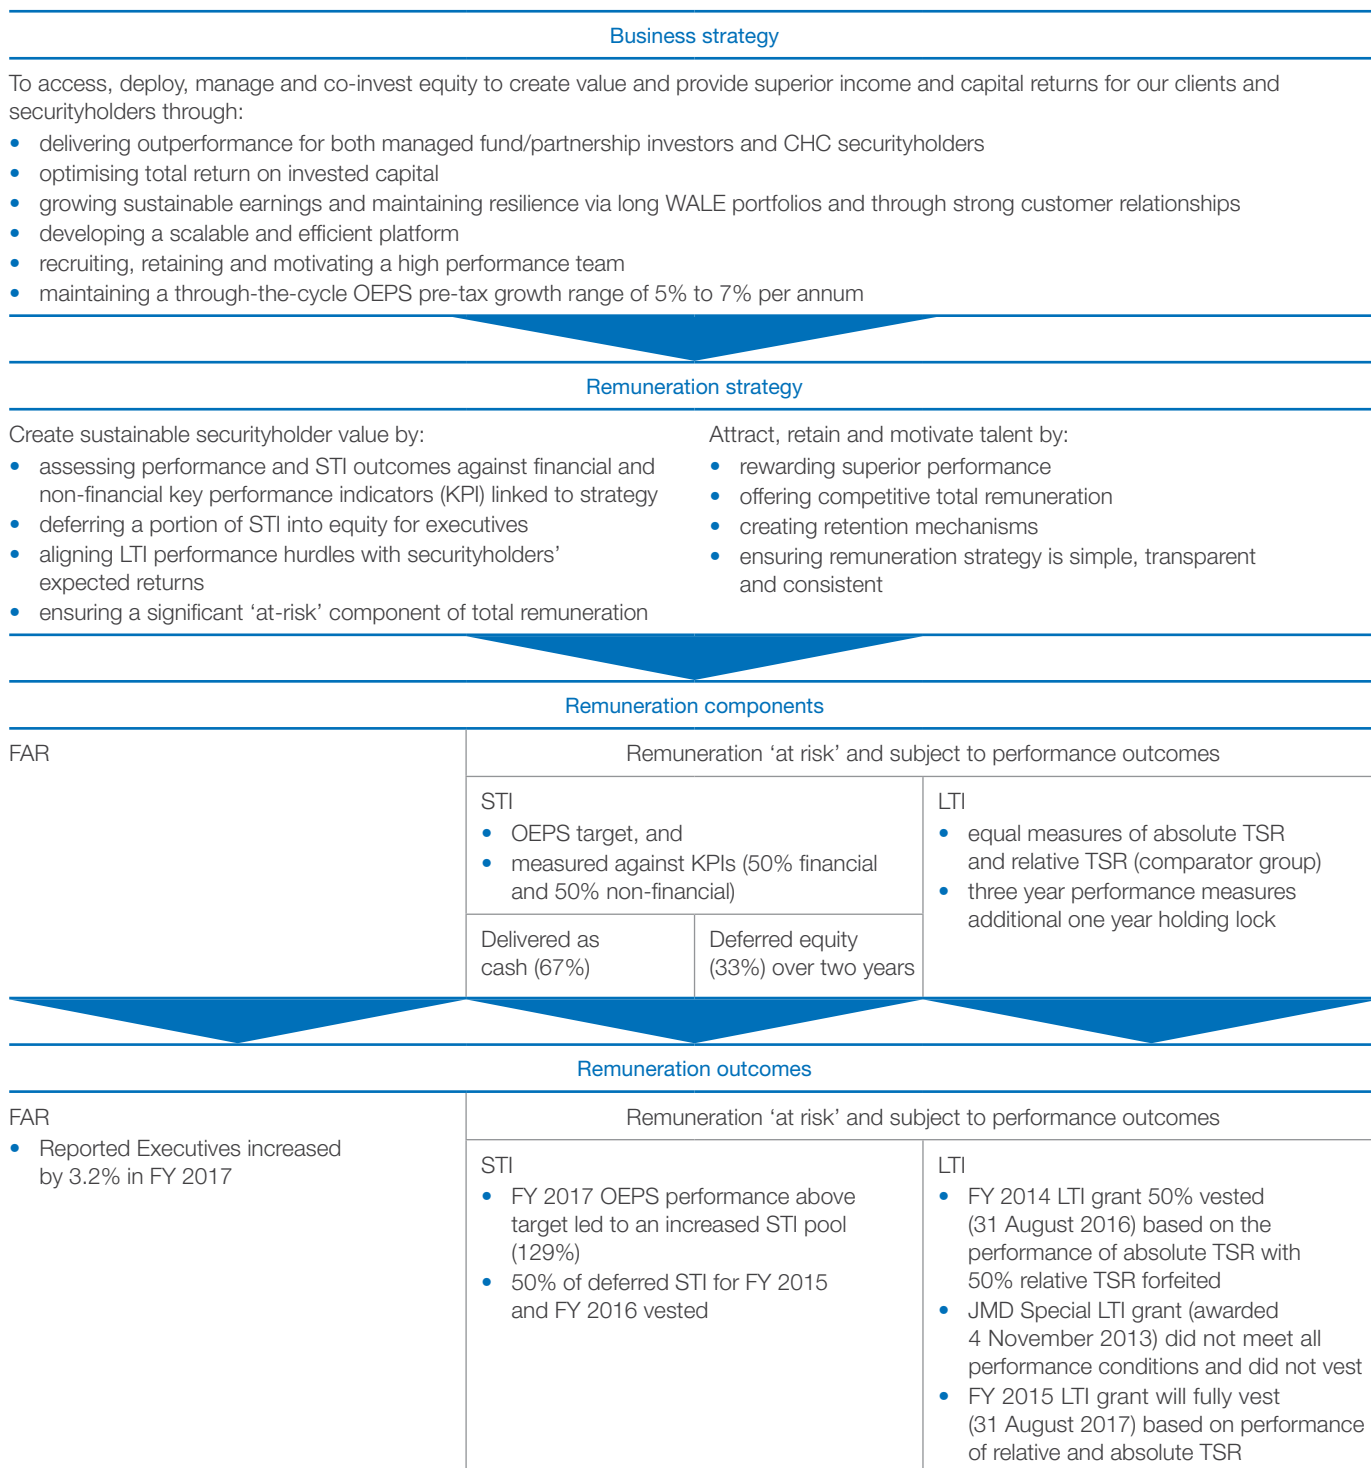 Business strategy
To access, deploy, manage and co-invest equity to create value and provide superior income and capital returns for our clients and
securityholders through:
• delivering outperformance for both managed fund/partnership investors and CHC securityholders
• optimising total return on invested capital
• growing sustainable earnings and maintaining resilience via long WALE portfolios and through strong customer relationships
• developing a scalable and efficient platform
• recruiting, retaining and motivating a high performance team
• maintaining a through-the-cycle OEPS pre-tax growth range of 5% to 7% per annum
Remuneration strategy
Create sustainable securityholder value by:
• assessing performance and STI outcomes against financial and
non-financial key performance indicators (KPI) linked to strategy
• deferring a portion of STI into equity for executives
• aligning LTI performance hurdles with securityholders’
expected returns
• ensuring a significant ‘at-risk’ component of total remuneration
Attract, retain and motivate talent by:
• rewarding superior performance
• offering competitive total remuneration
• creating retention mechanisms
• ensuring remuneration strategy is simple, transparent
and consistent
Remuneration components
FAR
Remuneration ‘at risk’ and subject to performance outcomes
STI
• OEPS target, and
• measured against KPIs (50% financial
and 50% non-financial)
Delivered as
cash (67%)
Deferred equity
(33%) over two years
LTI
• equal measures of absolute TSR
and relative TSR (comparator group)
• three year performance measures
additional one year holding lock
Remuneration outcomes
FAR
• Reported Executives increased
by 3.2% in FY 2017
Remuneration ‘at risk’ and subject to performance outcomes
STI
• FY 2017 OEPS performance above
target led to an increased STI pool
(129%)
• 50% of deferred STI for FY 2015
and FY 2016 vested
LTI
• FY 2014 LTI grant 50% vested
(31 August 2016) based on the
performance of absolute TSR with
50% relative TSR forfeited
• JMD Special LTI grant (awarded
4 November 2013) did not meet all
performance conditions and did not vest
• FY 2015 LTI grant will fully vest
(31 August 2017) based on performance
of relative and absolute TSR